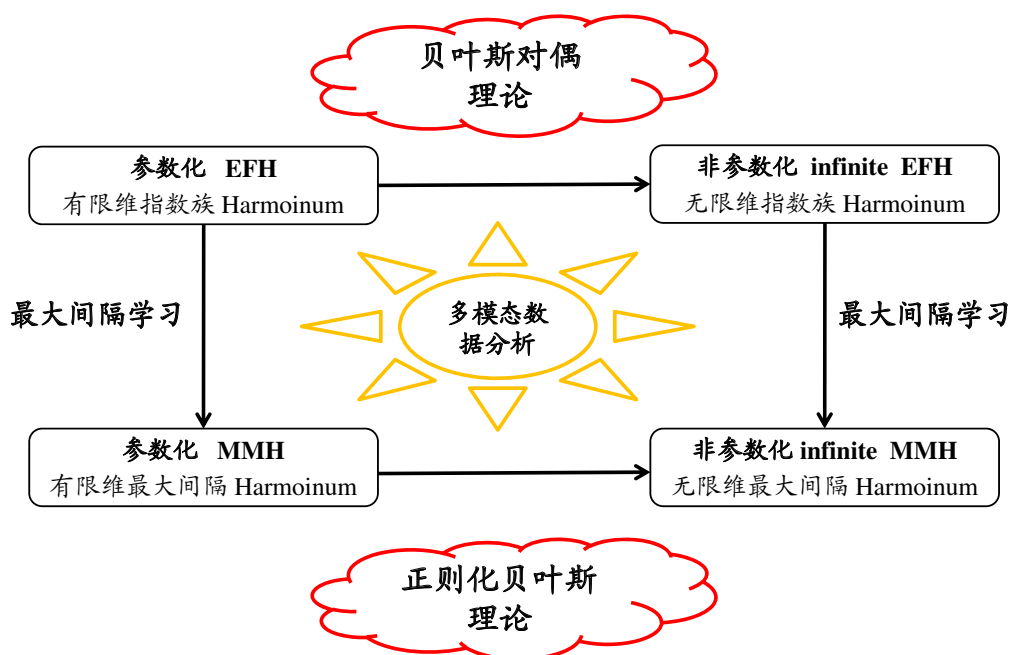 贝叶斯对偶
理论
参数化 EFH
有限维指数族 Harmoinum
非参数化 infinite EFH
无限维指数族 Harmoinum
最大间隔学习
多模态数
据分析
最大间隔学习
参数化 MMH
有限维最大间隔 Harmoinum
非参数化 infinite MMH
无限维最大间隔 Harmoinum
正则化贝叶斯
理论